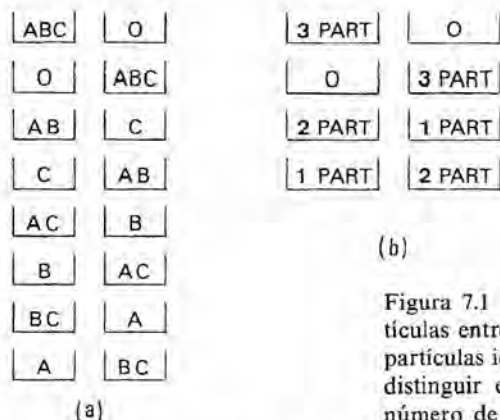 ABC O
O ABC
AB C
C AB
AC B
B AC
BC A
A BC
(a)
3 PART O
O 3 PART
2 PART 1 PART
1 PART 2 PART
(b)
Figura 7.1
tículas entr
partículas i
distinguir e
número de